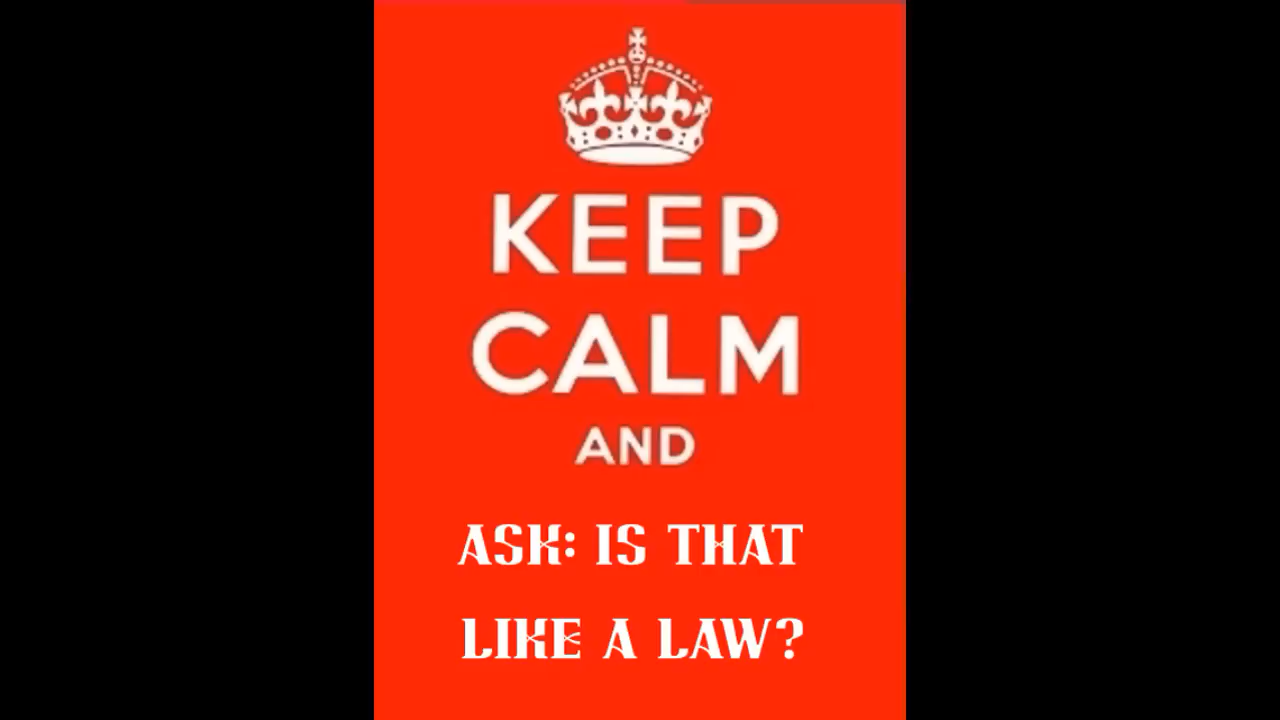 KEEP
CALM
AND
ASK: IS THAT
LIKE A LAW?